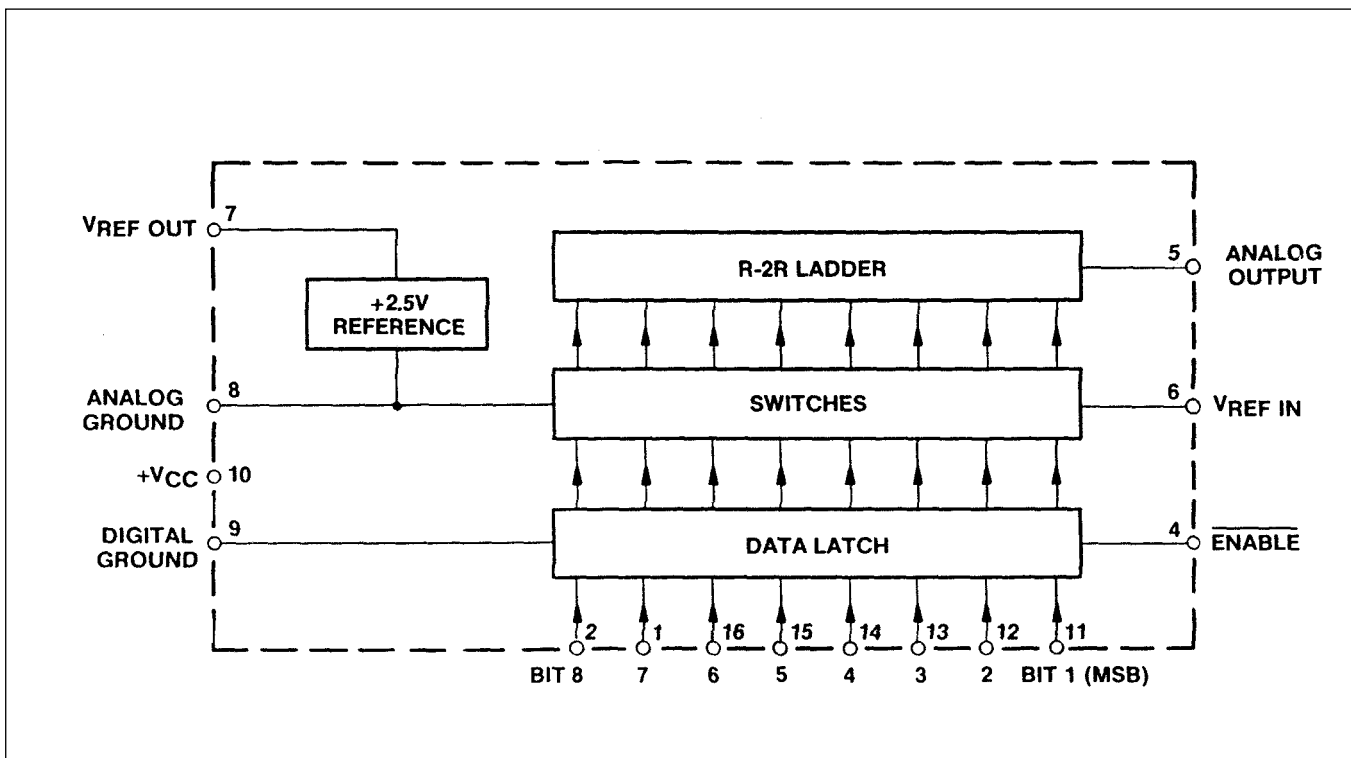 7
VREF OUT
R-2R LADDER
5
ANALOG
OUTPUT
+2.5V
REFERENCE
8
ANALOG
GROUND
SWITCHES
6
VREF IN
+VCC
10
DIGITAL
GROUND
9
DATA LATCH
4
ENABLE
2 1 16 15 14 13 12 11
BIT 8 7 6 5 4 3 2 BIT 1 (MSB)